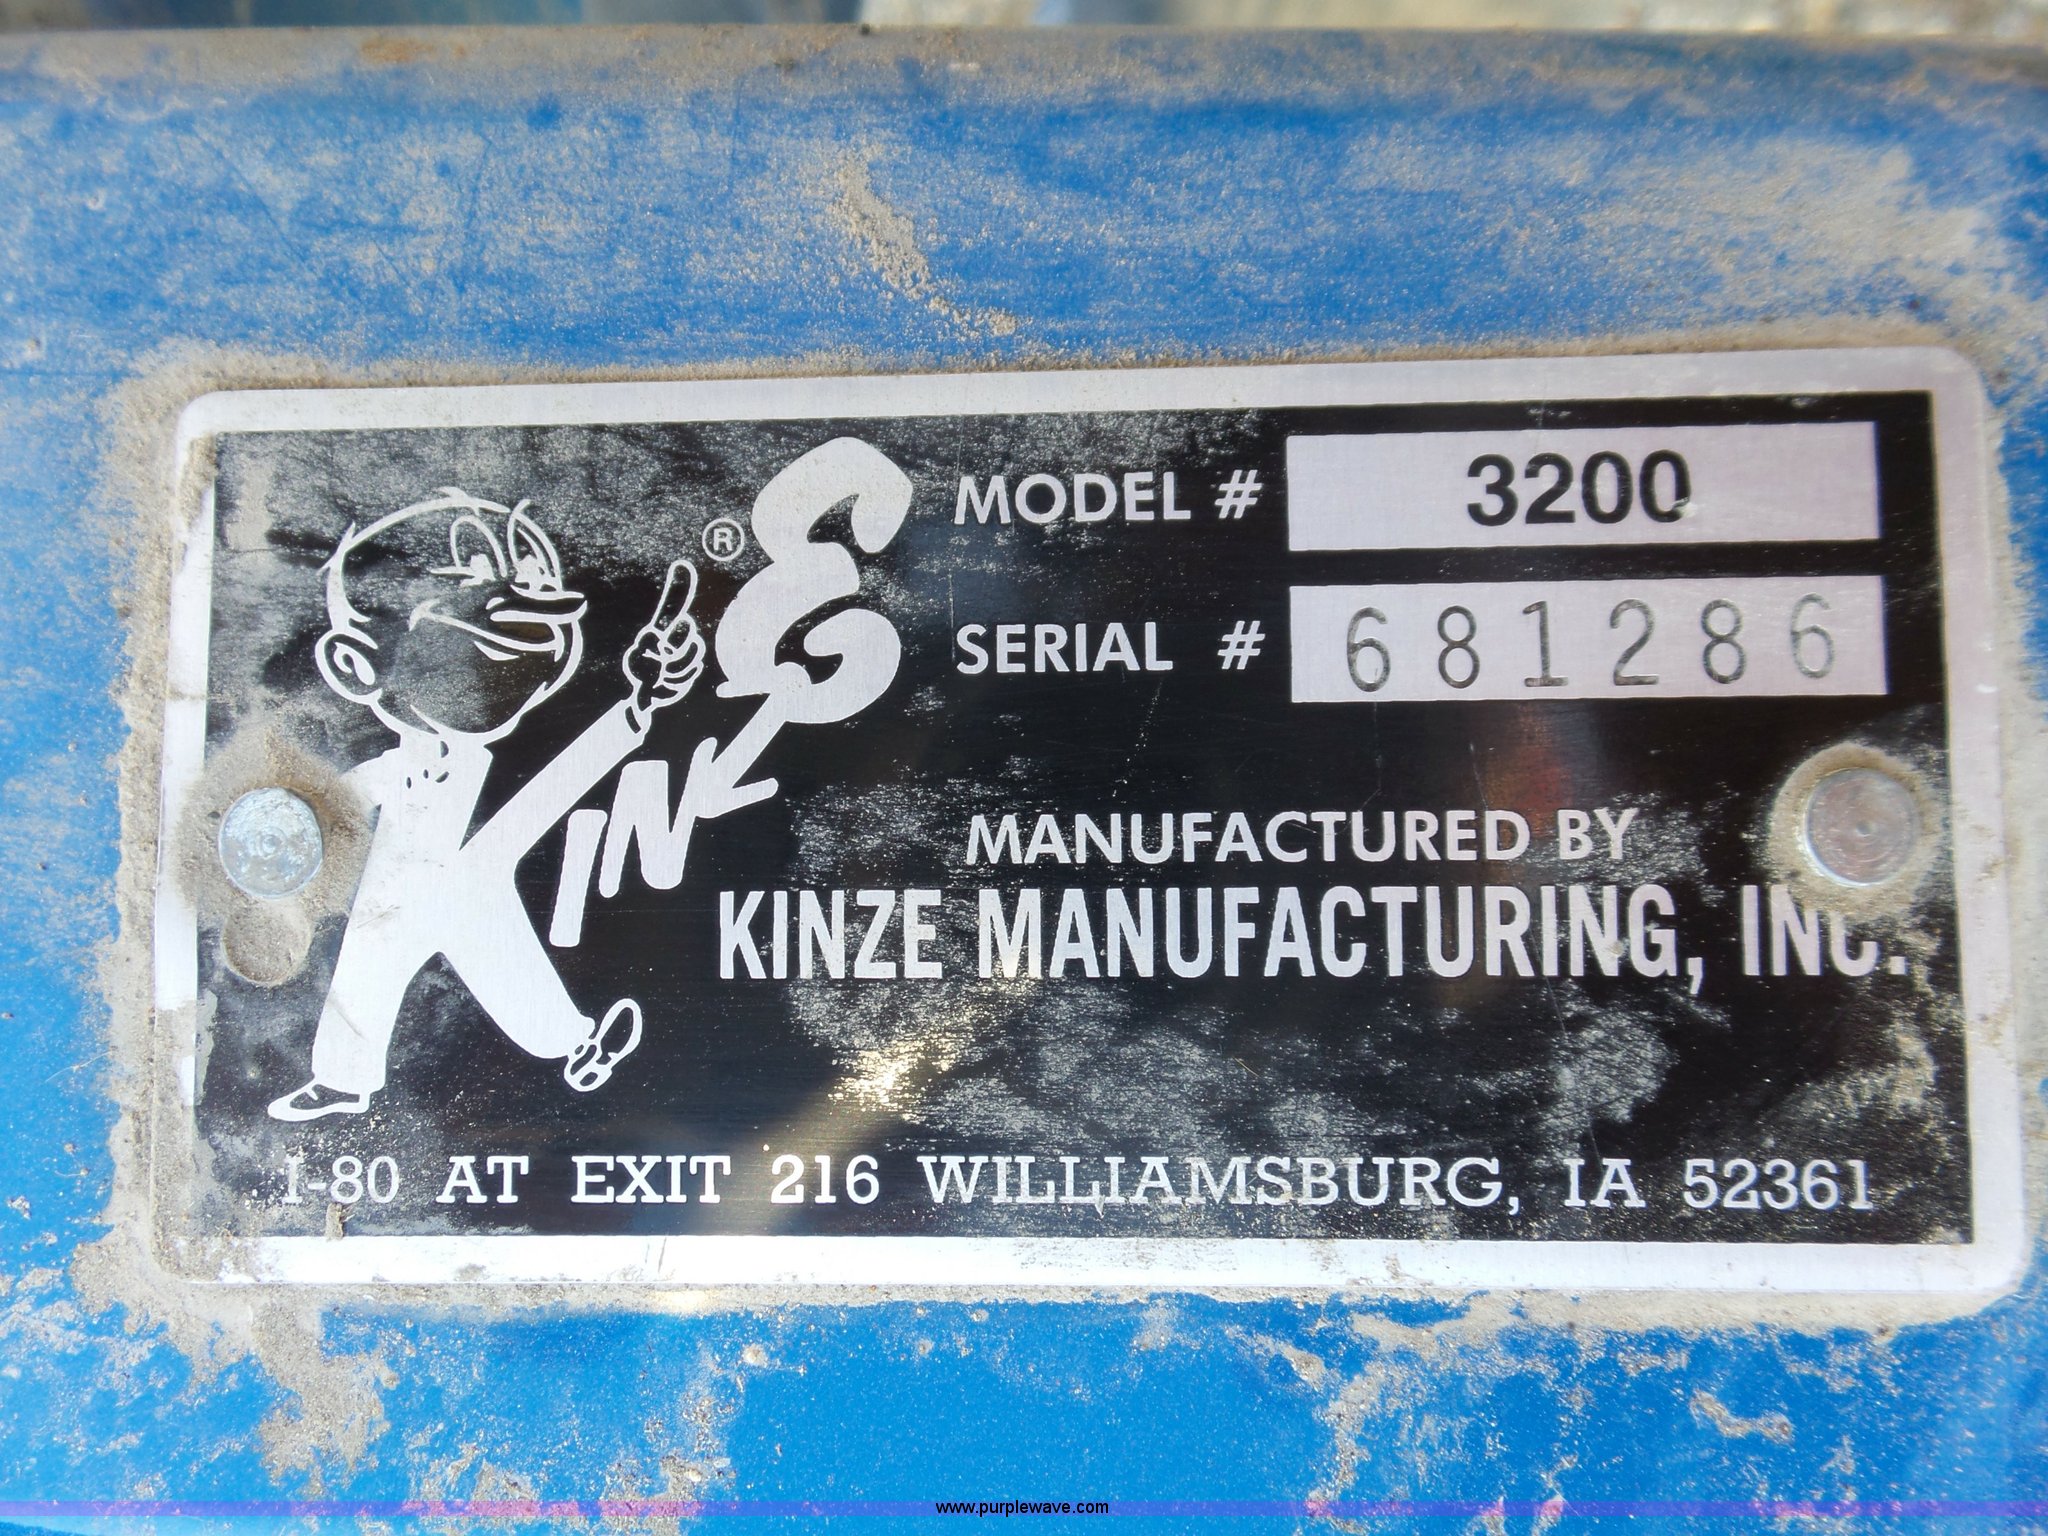 KINZE ®
MODEL # 3200
SERIAL # 681286
MANUFACTURED BY
KINZE MANUFACTURING, INC.
I-80 AT EXIT 216 WILLIAMSBURG, IA 52361
www.purplewave.com